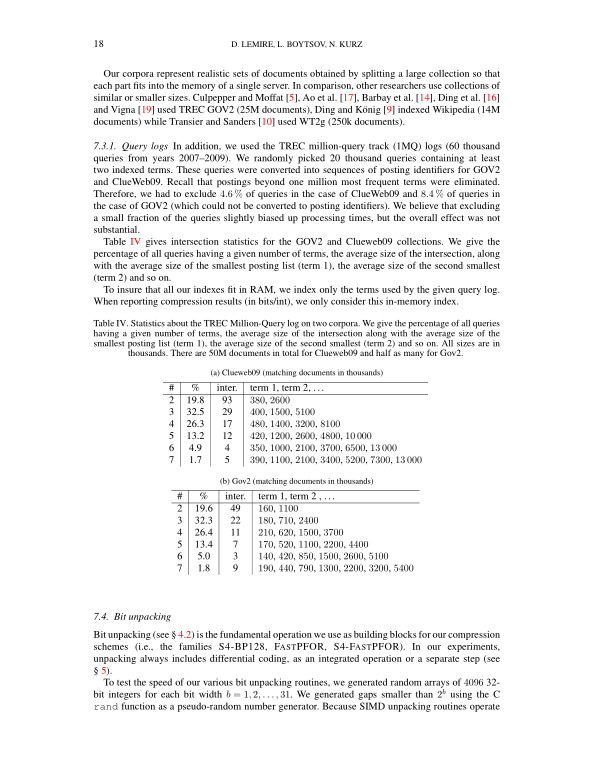 18
D. LEMIRE, L. BOYTSOV, N. KURZ
Our corpora represent realistic sets of documents obtained by splitting a large collection so that
each part fits into the memory of a single server. In comparison, other researchers use collections of
similar or smaller sizes. Culpepper and Moffat [5], Ao et al. [17], Barbay et al. [14], Ding et al. [16]
and Vigna [19] used TREC GOV2 (25M documents), Ding and König [9] indexed Wikipedia (14M
documents) while Transier and Sanders [10] used WT2g (250k documents).
7.3.1. Query logs In addition, we used the TREC million-query track (1MQ) logs (60 thousand
queries from years 2007–2009). We randomly picked 20 thousand queries containing at least
two indexed terms. These queries were converted into sequences of posting identifiers for GOV2
and ClueWeb09. Recall that postings beyond one million most frequent terms were eliminated.
Therefore, we had to exclude 4.6 % of queries in the case of ClueWeb09 and 8.4 % of queries in
the case of GOV2 (which could not be converted to posting identifiers). We believe that excluding
a small fraction of the queries slightly biased up processing times, but the overall effect was not
substantial.
Table IV gives intersection statistics for the GOV2 and Clueweb09 collections. We give the
percentage of all queries having a given number of terms, the average size of the intersection, along
with the average size of the smallest posting list (term 1), the average size of the second smallest
(term 2) and so on.
To insure that all our indexes fit in RAM, we index only the terms used by the given query log.
When reporting compression results (in bits/int), we only consider this in-memory index.
Table IV. Statistics about the TREC Million-Query log on two corpora. We give the percentage of all queries
having a given number of terms, the average size of the intersection along with the average size of the
smallest posting list (term 1), the average size of the second smallest (term 2) and so on. All sizes are in
thousands. There are 50M documents in total for Clueweb09 and half as many for Gov2.
(a) Clueweb09 (matching documents in thousands)
# % inter. term 1, term 2, . . .
2 19.8 93 380, 2600
3 32.5 29 400, 1500, 5100
4 26.3 17 480, 1400, 3200, 8100
5 13.2 12 420, 1200, 2600, 4800, 10 000
6 4.9 4 350, 1000, 2100, 3700, 6500, 13 000
7 1.7 5 390, 1100, 2100, 3400, 5200, 7300, 13 000
(b) Gov2 (matching documents in thousands)
# % inter. term 1, term 2 , . . .
2 19.6 49 160, 1100
3 32.3 22 180, 710, 2400
4 26.4 11 210, 620, 1500, 3700
5 13.4 7 170, 520, 1100, 2200, 4400
6 5.0 3 140, 420, 850, 1500, 2600, 5100
7 1.8 9 190, 440, 790, 1300, 2200, 3200, 5400
7.4. Bit unpacking
Bit unpacking (see § 4.2) is the fundamental operation we use as building blocks for our compression
schemes (i.e., the families S4-BP128, FASTPFOR, S4-FASTPFOR). In our experiments,
unpacking always includes differential coding, as an integrated operation or a separate step (see
§ 5).
To test the speed of our various bit unpacking routines, we generated random arrays of 4096 32-
bit integers for each bit width b = 1, 2, . . . , 31. We generated gaps smaller than 2^b using the C
rand function as a pseudo-random number generator. Because SIMD unpacking routines operate